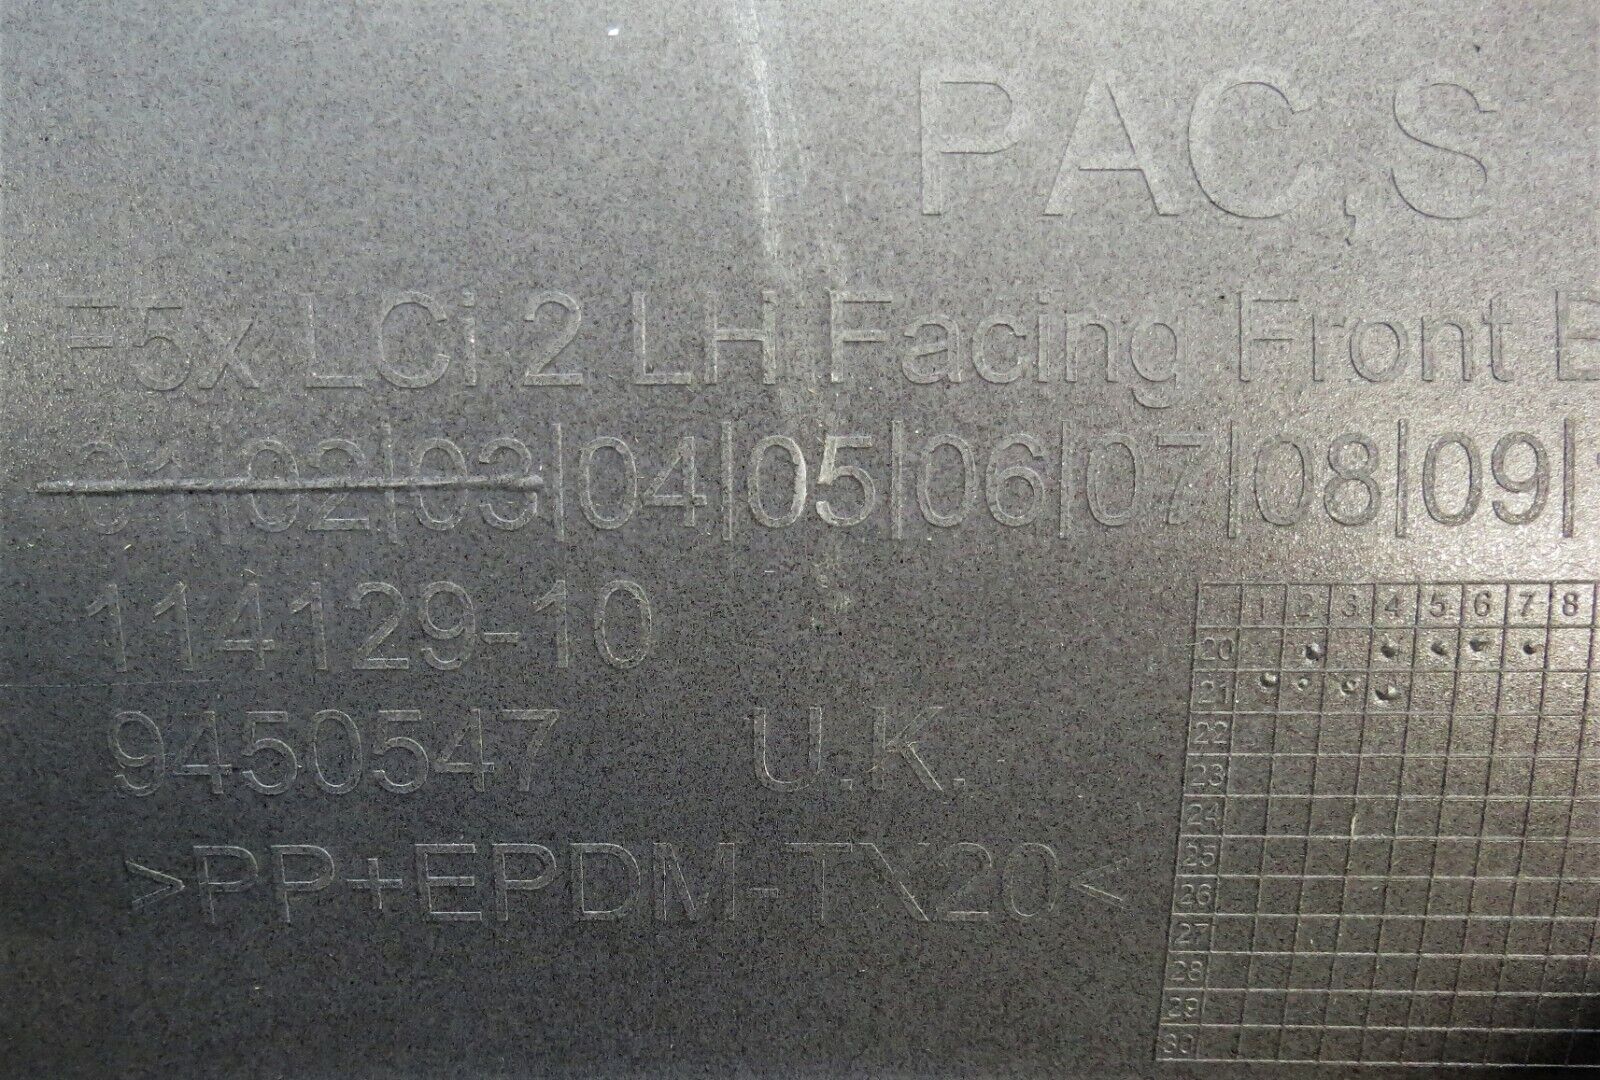 PAC,S
F5x LCi 2 LH Facing Front
01|02|03|04|05|06|07|08|09|
114129-10
9450547 U.K.
>PP+EPDM-TX20<
1 2 3 4 5 6 7 8
20
21
22
23
24
25
26
27
28
29
30